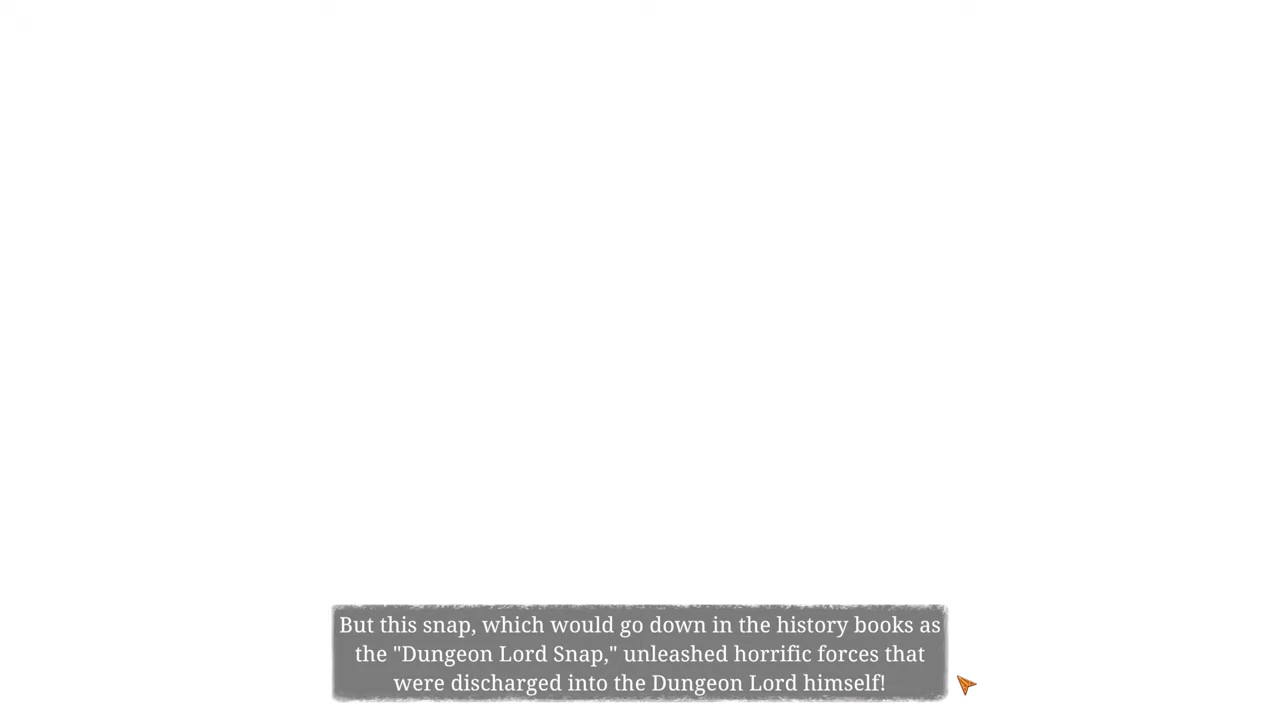 But this snap, which would go down in the history books as
the "Dungeon Lord Snap," unleashed horrific forces that
were discharged into the Dungeon Lord himself!